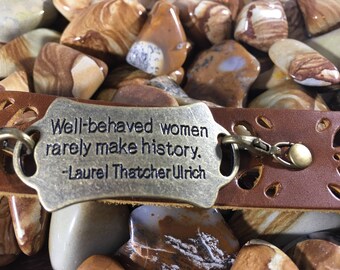 Well-behaved women
rarely make history.
-Laurel Thatcher Ulrich